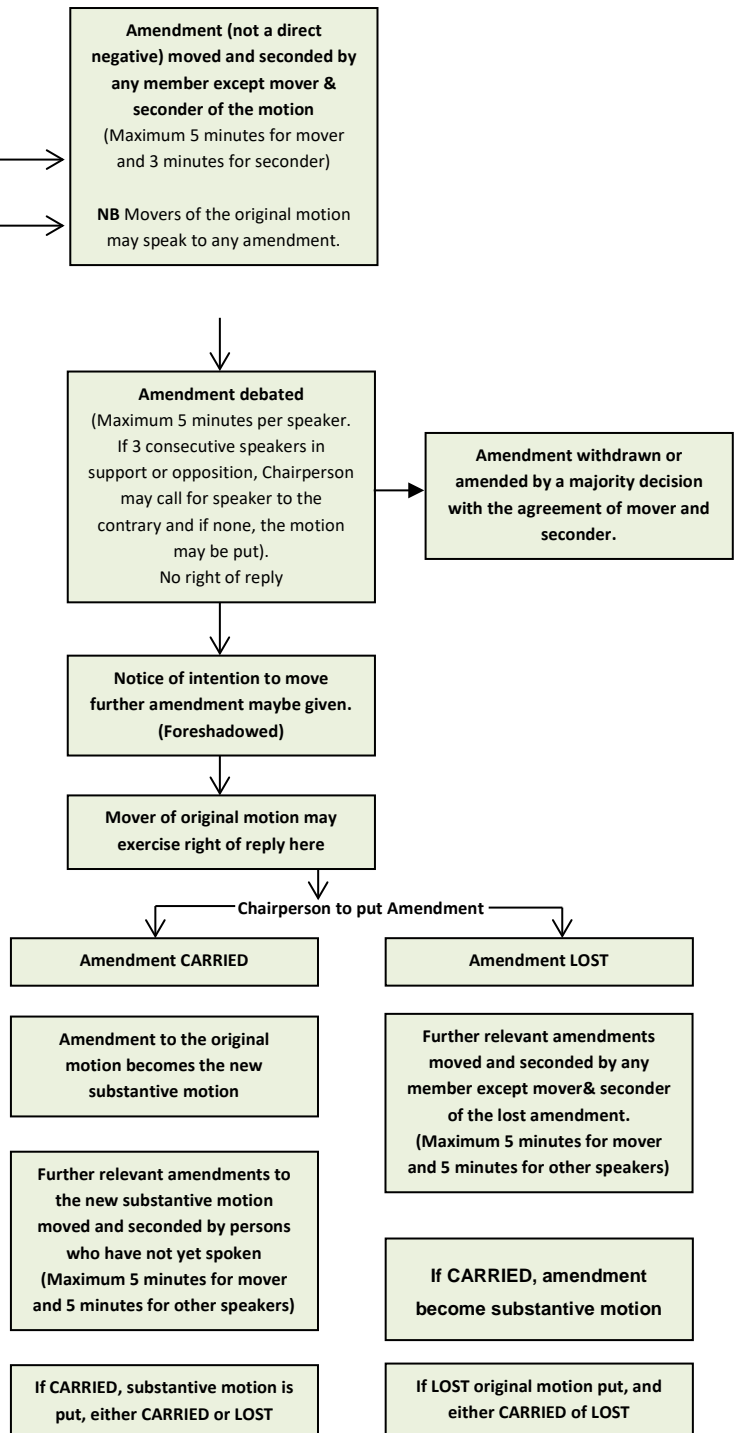 Amendment (not a direct
negative) moved and seconded by
any member except mover &
seconder of the motion
(Maximum 5 minutes for mover
and 3 minutes for seconder)
NB Movers of the original motion
may speak to any amendment.
Amendment debated
(Maximum 5 minutes per speaker.
If 3 consecutive speakers in
support or opposition, Chairperson
may call for speaker to the
contrary and if none, the motion
may be put).
No right of reply
Amendment withdrawn or
amended by a majority decision
with the agreement of mover and
seconder.
Notice of intention to move
further amendment maybe given.
(Foreshadowed)
Mover of original motion may
exercise right of reply here
Chairperson to put Amendment
Amendment CARRIED
Amendment to the original
motion becomes the new
substantive motion
Further relevant amendments to
the new substantive motion
moved and seconded by persons
who have not yet spoken
(Maximum 5 minutes for mover
and 5 minutes for other speakers)
If CARRIED, substantive motion is
put, either CARRIED or LOST
Amendment LOST
Further relevant amendments
moved and seconded by any
member except mover& seconder
of the lost amendment.
(Maximum 5 minutes for mover
and 5 minutes for other speakers)
If CARRIED, amendment
become substantive motion
If LOST original motion put, and
either CARRIED of LOST